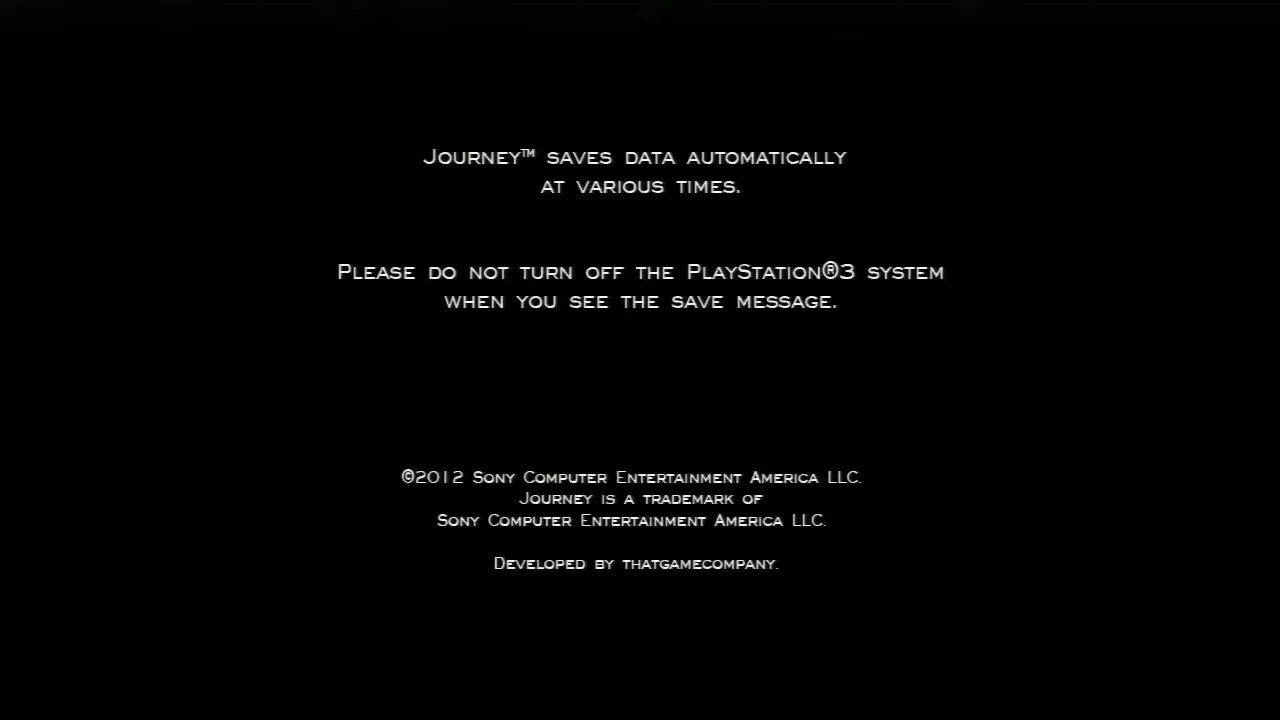 Journey™ saves data automatically
at various times.
Please do not turn off the PlayStation®3 system
when you see the save message.
©2012 Sony Computer Entertainment America LLC.
Journey is a trademark of
Sony Computer Entertainment America LLC.
Developed by thatgamecompany.